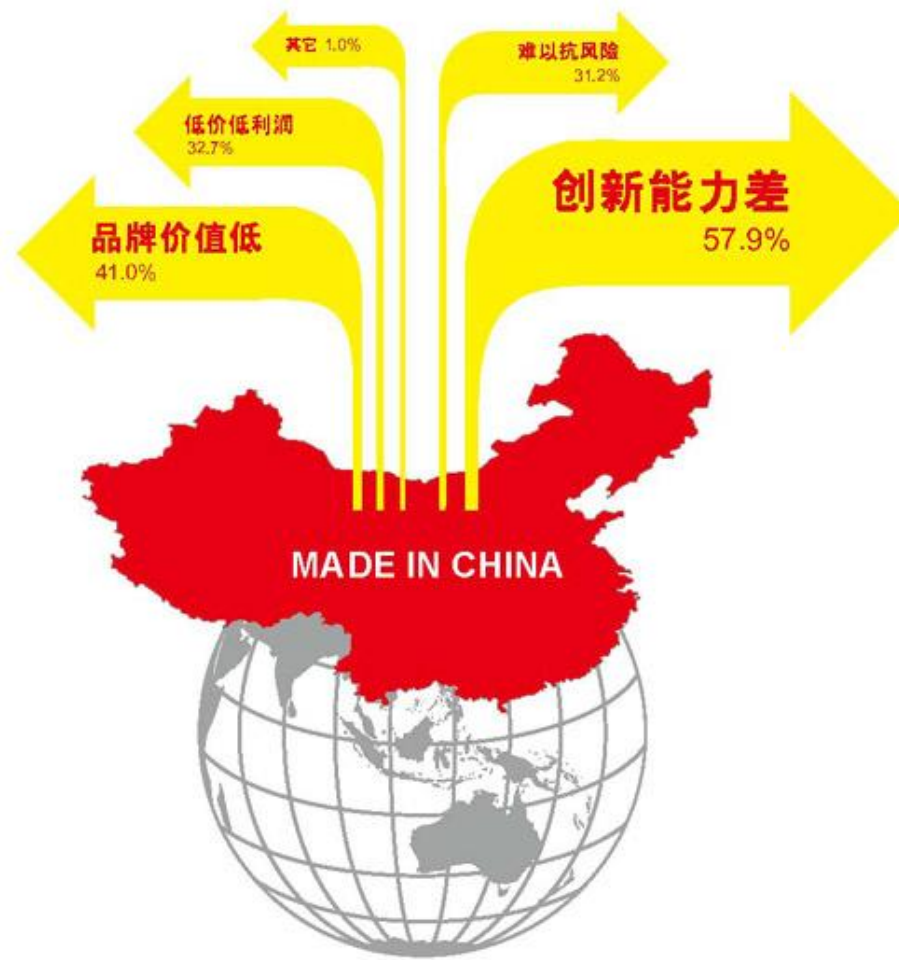 其它 1.0%
难以抗风险
31.2%
低价低利润
32.7%
创新能力差
57.9%
品牌价值低
41.0%
MADE IN CHINA